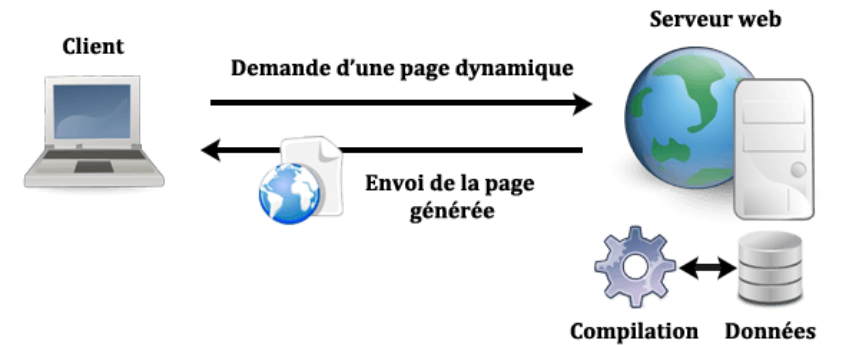 Serveur web
Client
Demande d’une page dynamique
Envoi de la page
générée
Compilation
Données